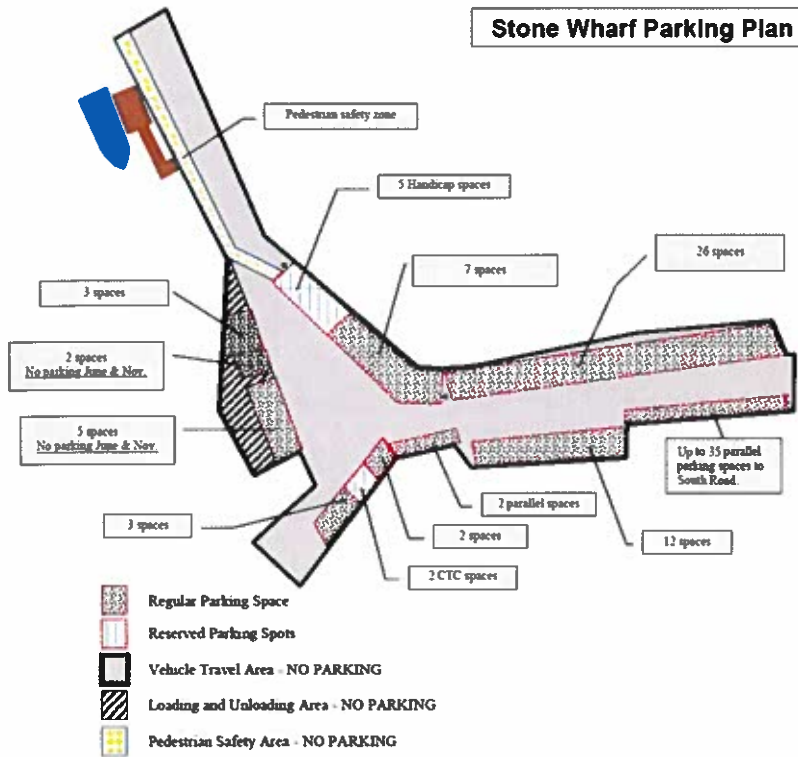 Stone Wharf Parking Plan
Pedestrian safety zone
5 Handicap spaces
7 spaces
26 spaces
3 spaces
2 spaces
No parking June & Nov.
5 spaces
No parking June & Nov.
Up to 35 parallel
parking spaces to
South Road.
2 parallel spaces
3 spaces
2 spaces
12 spaces
2 CTC spaces
Regular Parking Space
Reserved Parking Spots
Vehicle Travel Area - NO PARKING
Loading and Unloading Area - NO PARKING
Pedestrian Safety Area - NO PARKING